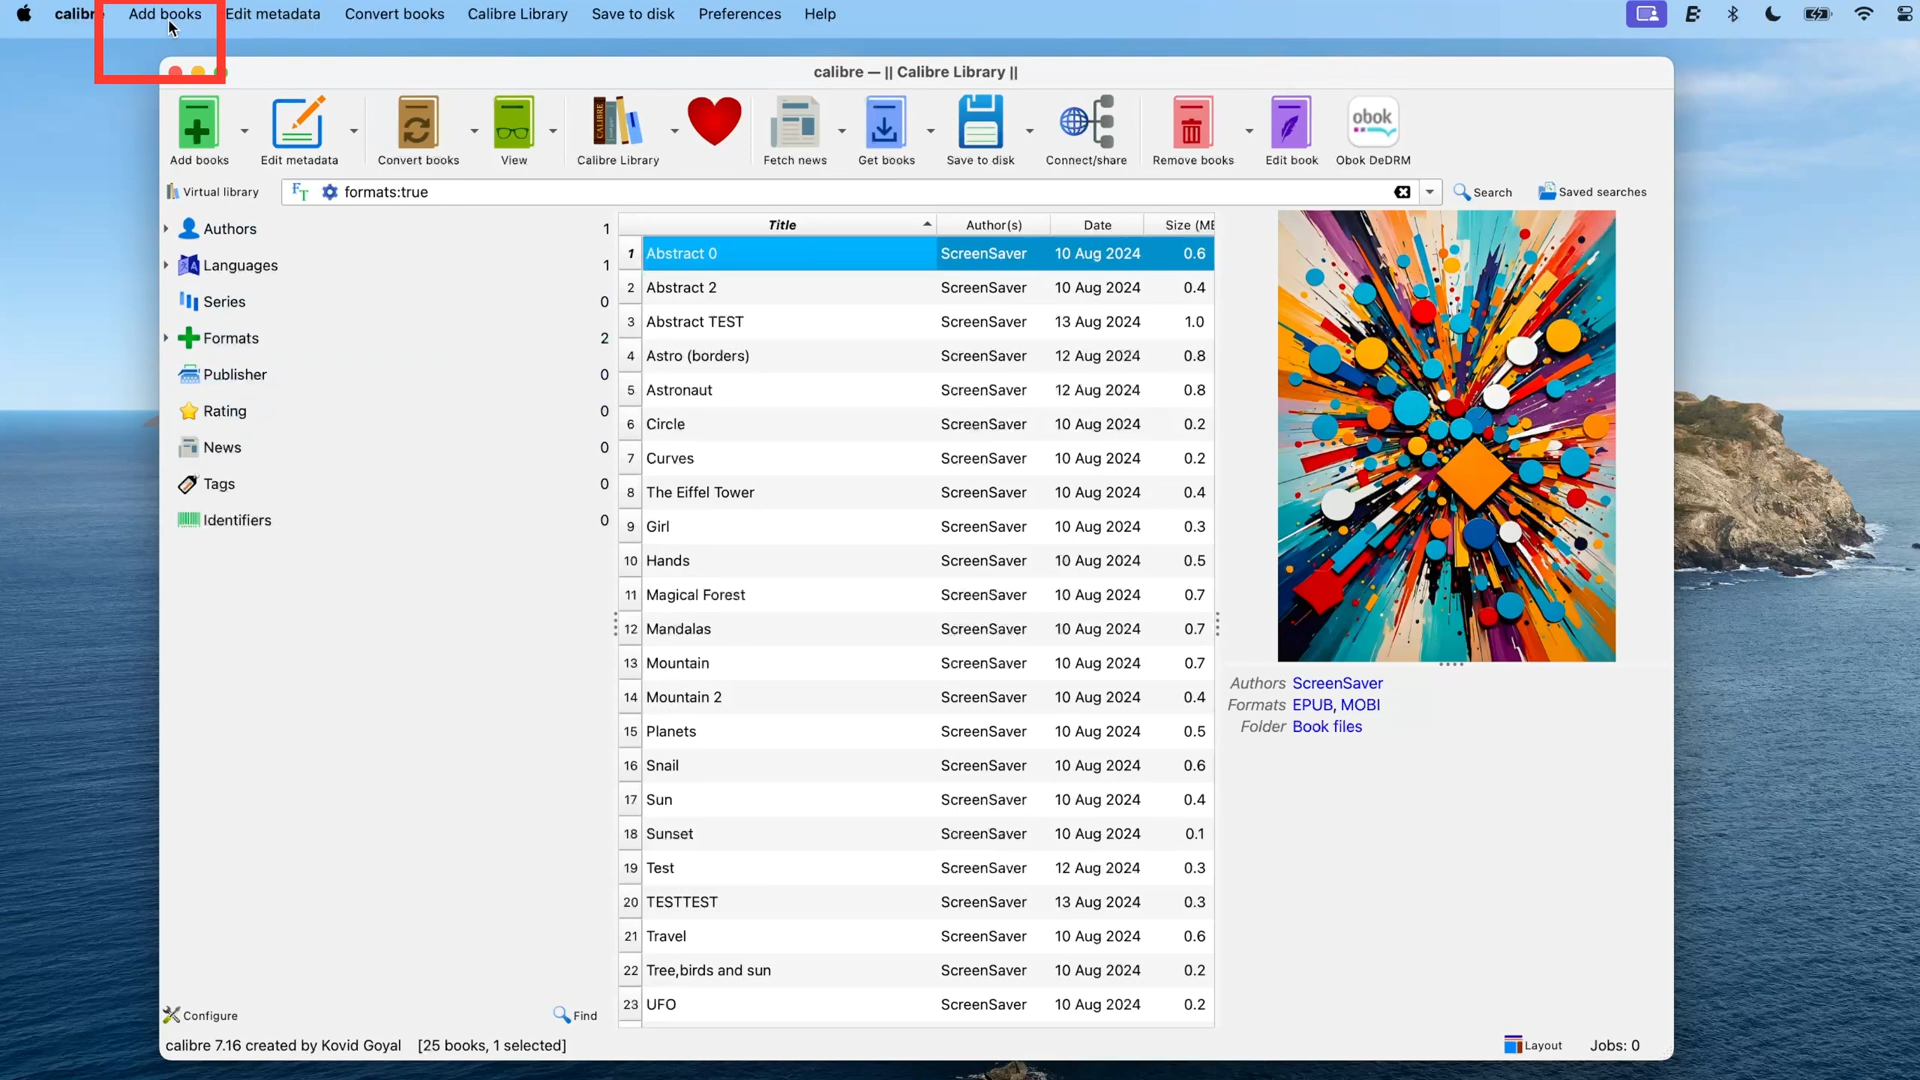 calibre Add books Edit metadata Convert books Calibre Library Save to disk Preferences Help
calibre — || Calibre Library ||
Add books Edit metadata Convert books View Calibre Library Fetch news Get books Save to disk Connect/share Remove books Edit book obok Obok DeDRM
Virtual library FT formats:true Search Saved searches
Authors 1
Languages 1
Series 0
Formats 2
Publisher 0
Rating 0
News 0
Tags 0
Identifiers 0
Title Author(s) Date Size (ME
1 Abstract 0 ScreenSaver 10 Aug 2024 0.6
2 Abstract 2 ScreenSaver 10 Aug 2024 0.4
3 Abstract TEST ScreenSaver 13 Aug 2024 1.0
4 Astro (borders) ScreenSaver 12 Aug 2024 0.8
5 Astronaut ScreenSaver 12 Aug 2024 0.8
6 Circle ScreenSaver 10 Aug 2024 0.2
7 Curves ScreenSaver 10 Aug 2024 0.2
8 The Eiffel Tower ScreenSaver 10 Aug 2024 0.4
9 Girl ScreenSaver 10 Aug 2024 0.3
10 Hands ScreenSaver 10 Aug 2024 0.5
11 Magical Forest ScreenSaver 10 Aug 2024 0.7
12 Mandalas ScreenSaver 10 Aug 2024 0.7
13 Mountain ScreenSaver 10 Aug 2024 0.7
14 Mountain 2 ScreenSaver 10 Aug 2024 0.4
15 Planets ScreenSaver 10 Aug 2024 0.5
16 Snail ScreenSaver 10 Aug 2024 0.6
17 Sun ScreenSaver 10 Aug 2024 0.4
18 Sunset ScreenSaver 10 Aug 2024 0.1
19 Test ScreenSaver 12 Aug 2024 0.3
20 TESTTEST ScreenSaver 13 Aug 2024 0.3
21 Travel ScreenSaver 10 Aug 2024 0.6
22 Tree,birds and sun ScreenSaver 10 Aug 2024 0.2
23 UFO ScreenSaver 10 Aug 2024 0.2
Authors ScreenSaver
Formats EPUB, MOBI
Folder Book files
Configure Find
calibre 7.16 created by Kovid Goyal [25 books, 1 selected] Layout Jobs: 0